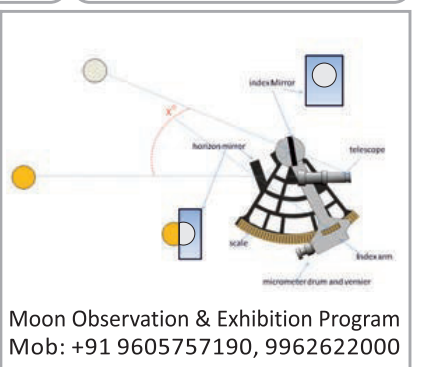 index Mirror
x°
horizon mirror
telescope
scale
Index arm
micrometer drum and vernier
Moon Observation & Exhibition Program
Mob: +91 9605757190, 9962622000